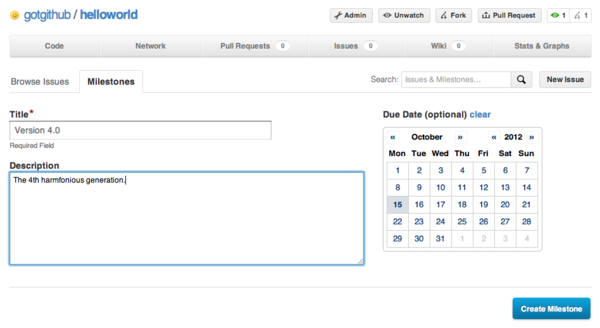 gotgithub / helloworld
Admin Unwatch Fork Pull Request 1 1
Code Network Pull Requests 0 Issues 0 Wiki 0 Stats & Graphs
Browse Issues Milestones Search: Issues & Milestones... New Issue
Title*
Version 4.0
Required Field
Description
The 4th harmfonious generation.
Due Date (optional) clear
« October » « 2012 »
Mon Tue Wed Thu Fri Sat Sun
1 2 3 4 5 6 7
8 9 10 11 12 13 14
15 16 17 18 19 20 21
22 23 24 25 26 27 28
29 30 31 1 2 3 4
Create Milestone